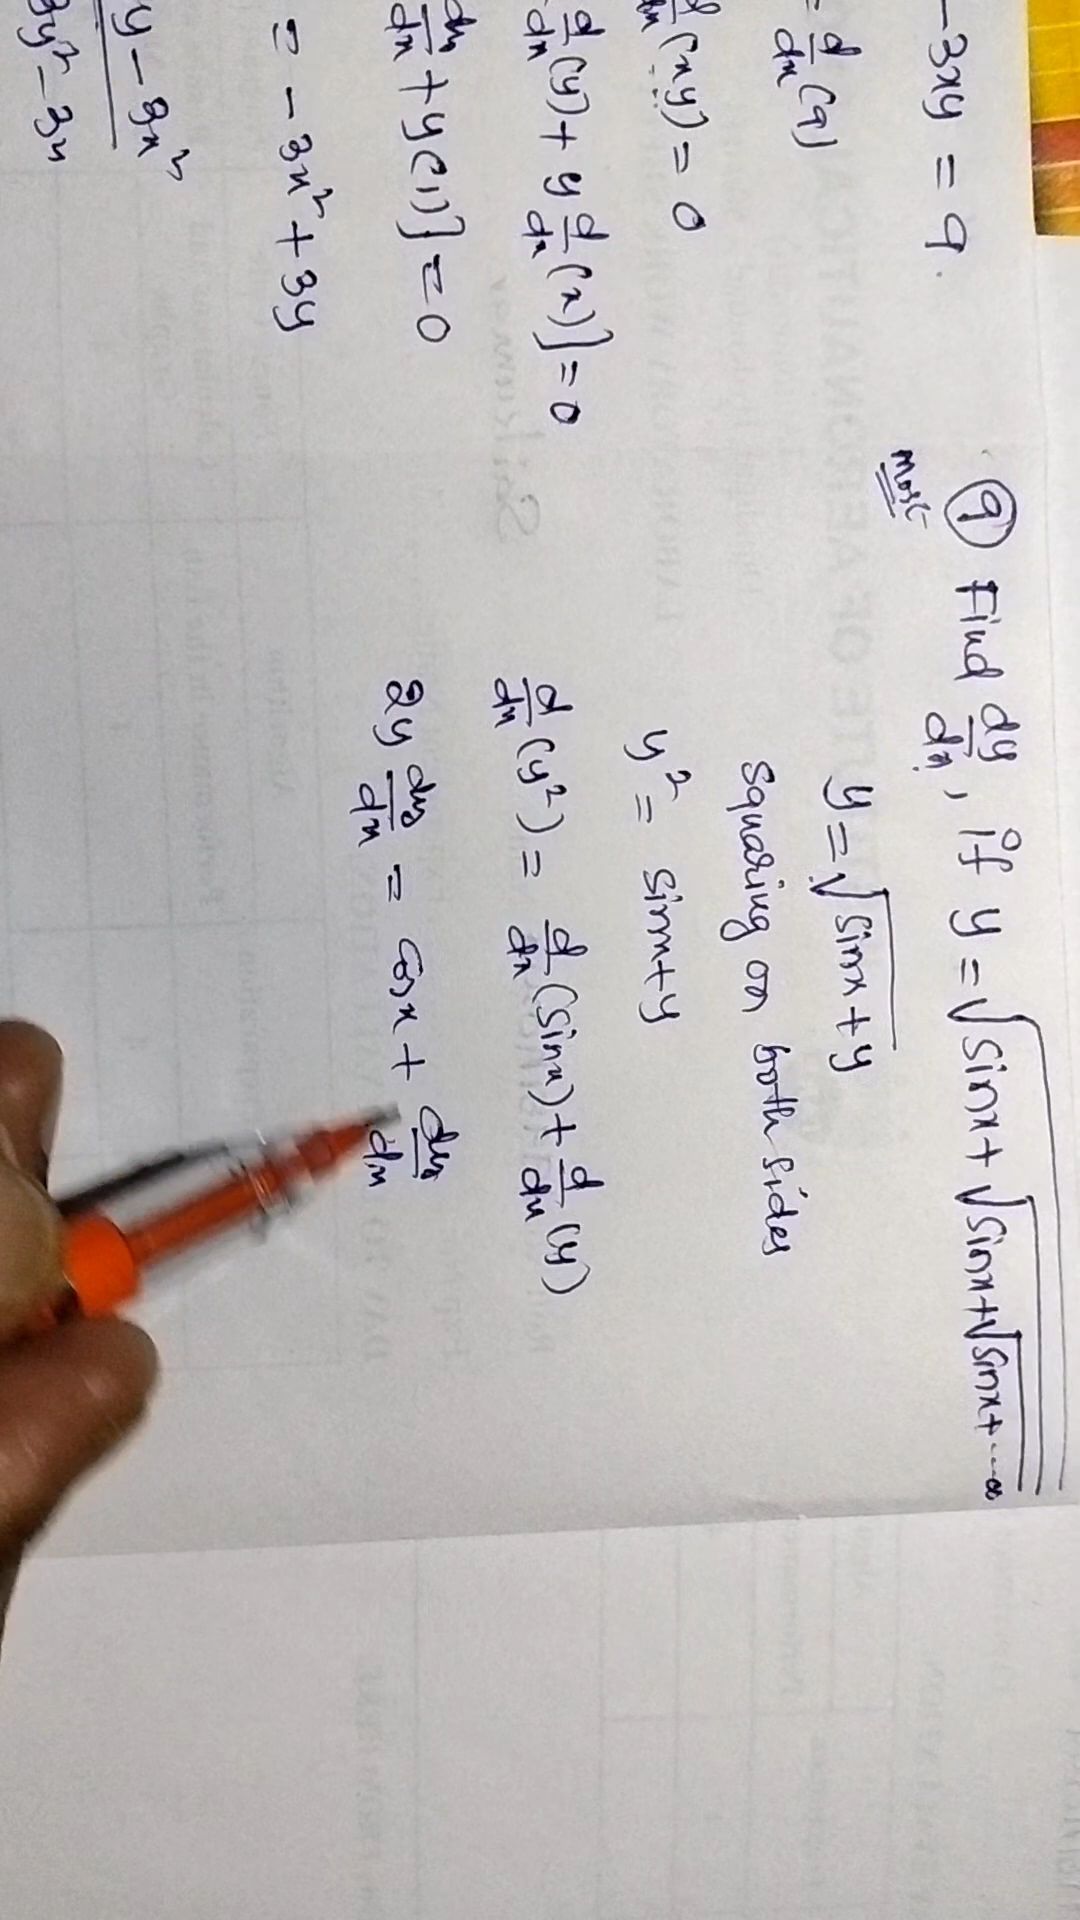 -3xy = 9.
= d/dx (9)
d/dx (xy) = 0
d/dx (y) + y d/dx (x)] = 0
dy/dx + y(1)] = 0
= -3x² + 3y
y - 3x²
3y² - 3x
9 Find dy/dx, if y = √sinx + √sinx + √sinx + ... ∞
most
y = √sinx + y
Squaring on both sides
y² = sinx + y
d/dx (y²) = d/dx (sinx) + d/dx (y)
2y dy/dx = cosx + dy/dx